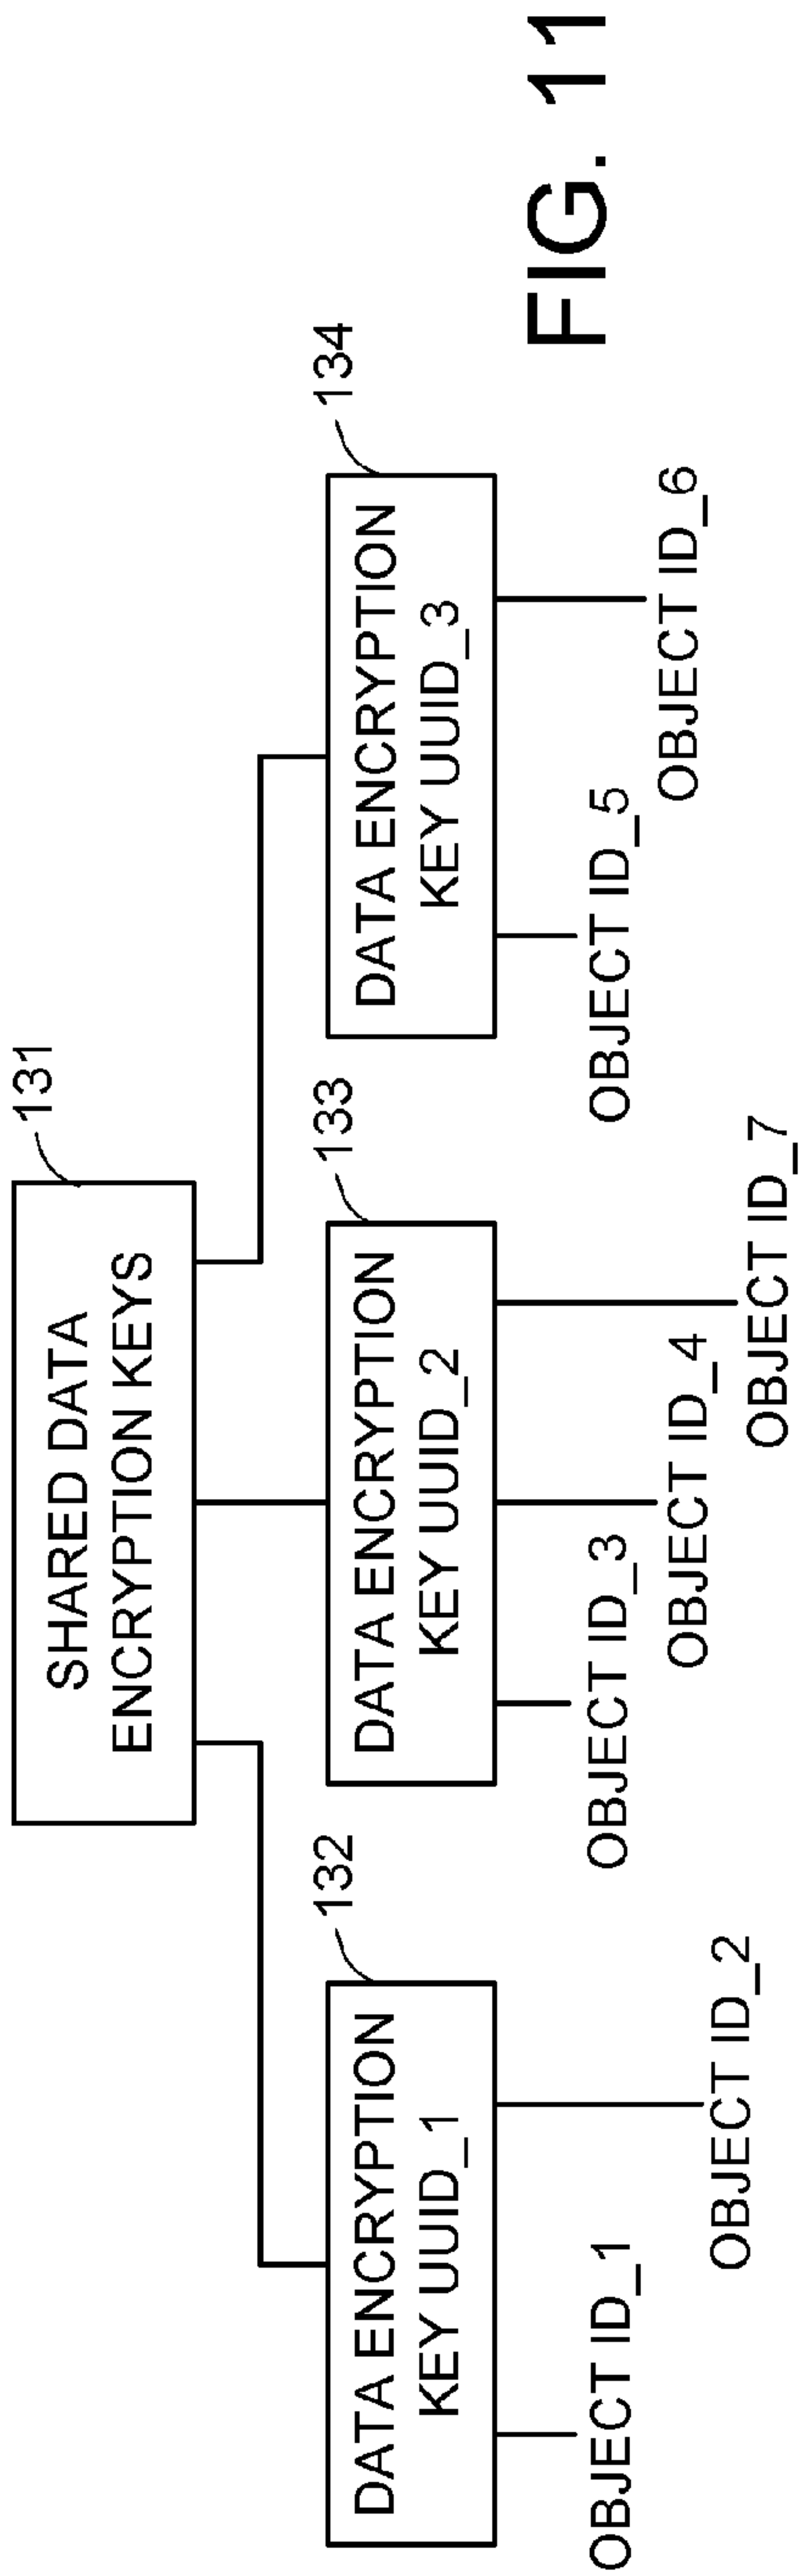 131
SHARED DATA
ENCRYPTION KEYS
132
DATA ENCRYPTION
KEY UUID_1
133
DATA ENCRYPTION
KEY UUID_2
134
DATA ENCRYPTION
KEY UUID_3
OBJECT ID_1
OBJECT ID_2
OBJECT ID_3
OBJECT ID_4
OBJECT ID_7
OBJECT ID_5
OBJECT ID_6
FIG. 11